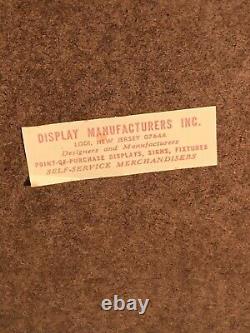 DISPLAY MANUFACTURERS INC.
LODI, NEW JERSEY 07644
Designers and Manufacturers
POINT-OF-PURCHASE DISPLAYS, SIGNS, FIXTURES
SELF-SERVICE MERCHANDISERS